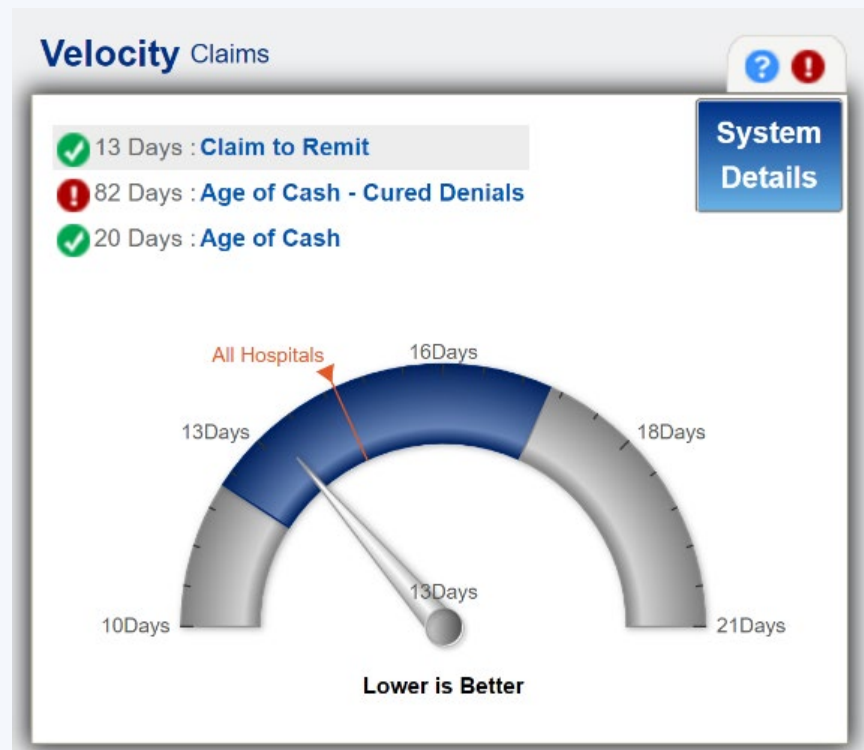 Velocity Claims
? !
System
Details
13 Days : Claim to Remit
! 82 Days : Age of Cash - Cured Denials
20 Days : Age of Cash
All Hospitals
16Days
13Days
18Days
13Days
10Days
21Days
Lower is Better